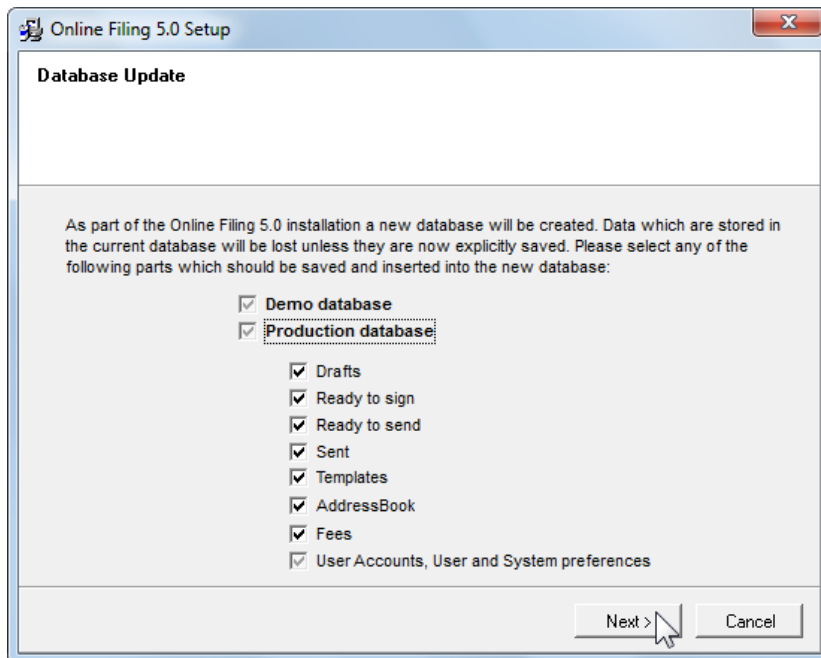 Online Filing 5.0 Setup
Database Update
As part of the Online Filing 5.0 installation a new database will be created. Data which are stored in
the current database will be lost unless they are now explicitly saved. Please select any of the
following parts which should be saved and inserted into the new database:
Demo database
Production database
Drafts
Ready to sign
Ready to send
Sent
Templates
AddressBook
Fees
User Accounts, User and System preferences
Next > Cancel